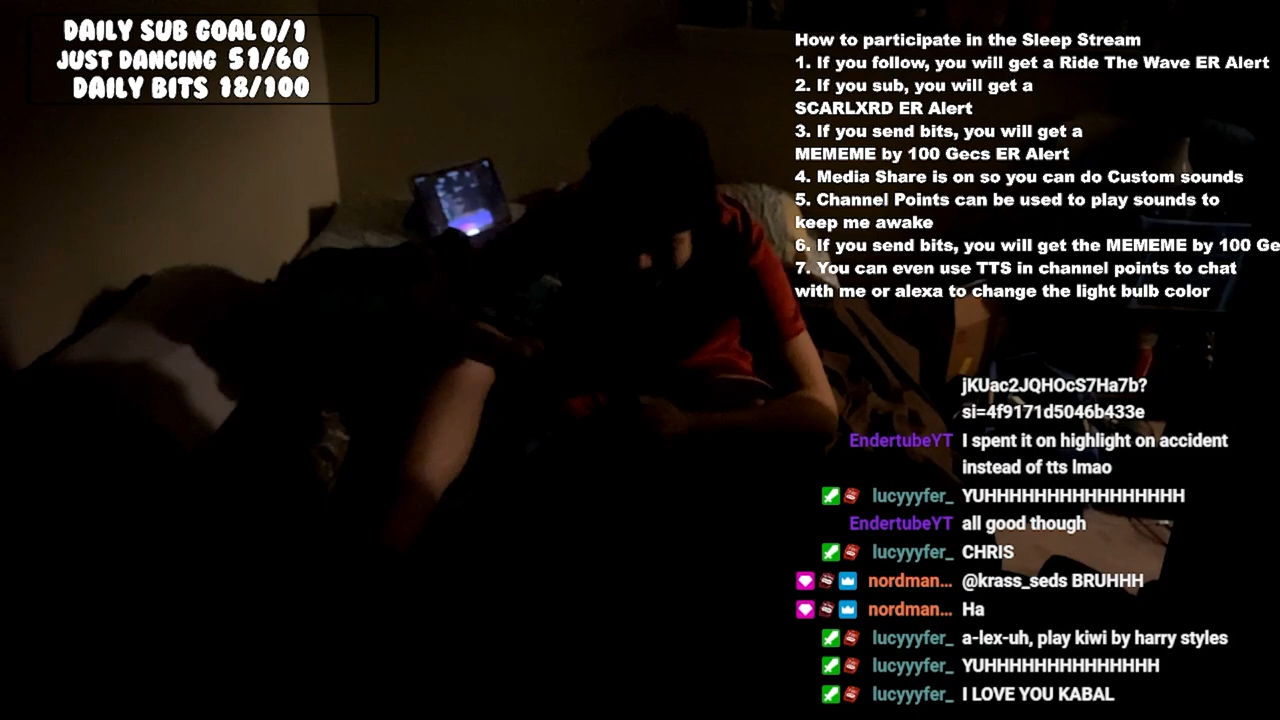 DAILY SUB GOAL 0/1
JUST DANCING 51/60
DAILY BITS 18/100
How to participate in the Sleep Stream
1. If you follow, you will get a Ride The Wave ER Alert
2. If you sub, you will get a
SCARLXRD ER Alert
3. If you send bits, you will get a
MEMEME by 100 Gecs ER Alert
4. Media Share is on so you can do Custom sounds
5. Channel Points can be used to play sounds to
keep me awake
6. If you send bits, you will get the MEMEME by 100 Ge
7. You can even use TTS in channel points to chat
with me or alexa to change the light bulb color
jKUac2JQHOcS7Ha7b?
si=4f9171d5046b433e
EndertubeYT I spent it on highlight on accident
instead of tts lmao
lucyyyfer_ YUHHHHHHHHHHHHHHHHH
EndertubeYT all good though
lucyyyfer_ CHRIS
nordman... @krass_seds BRUHHH
nordman... Ha
lucyyyfer_ a-lex-uh, play kiwi by harry styles
lucyyyfer_ YUHHHHHHHHHHHHHHH
lucyyyfer_ I LOVE YOU KABAL